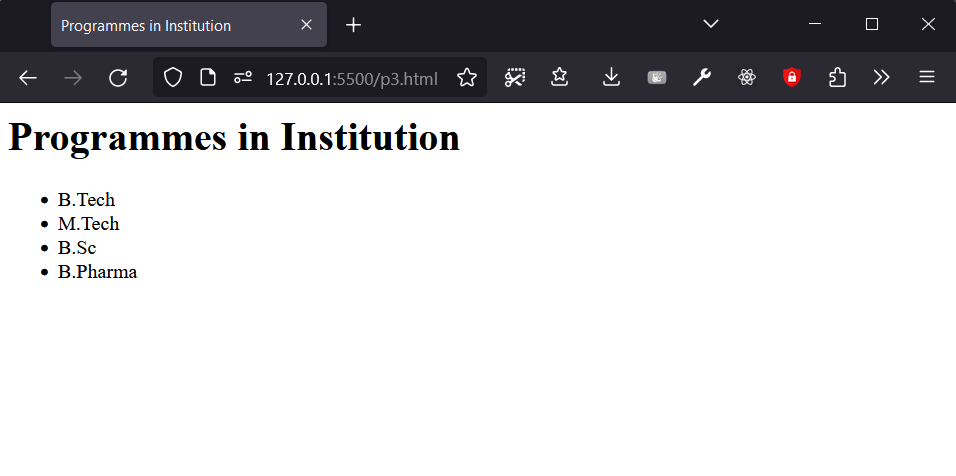 Programmes in Institution
127.0.0.1:5500/p3.html
Programmes in Institution
B.Tech
M.Tech
B.Sc
B.Pharma